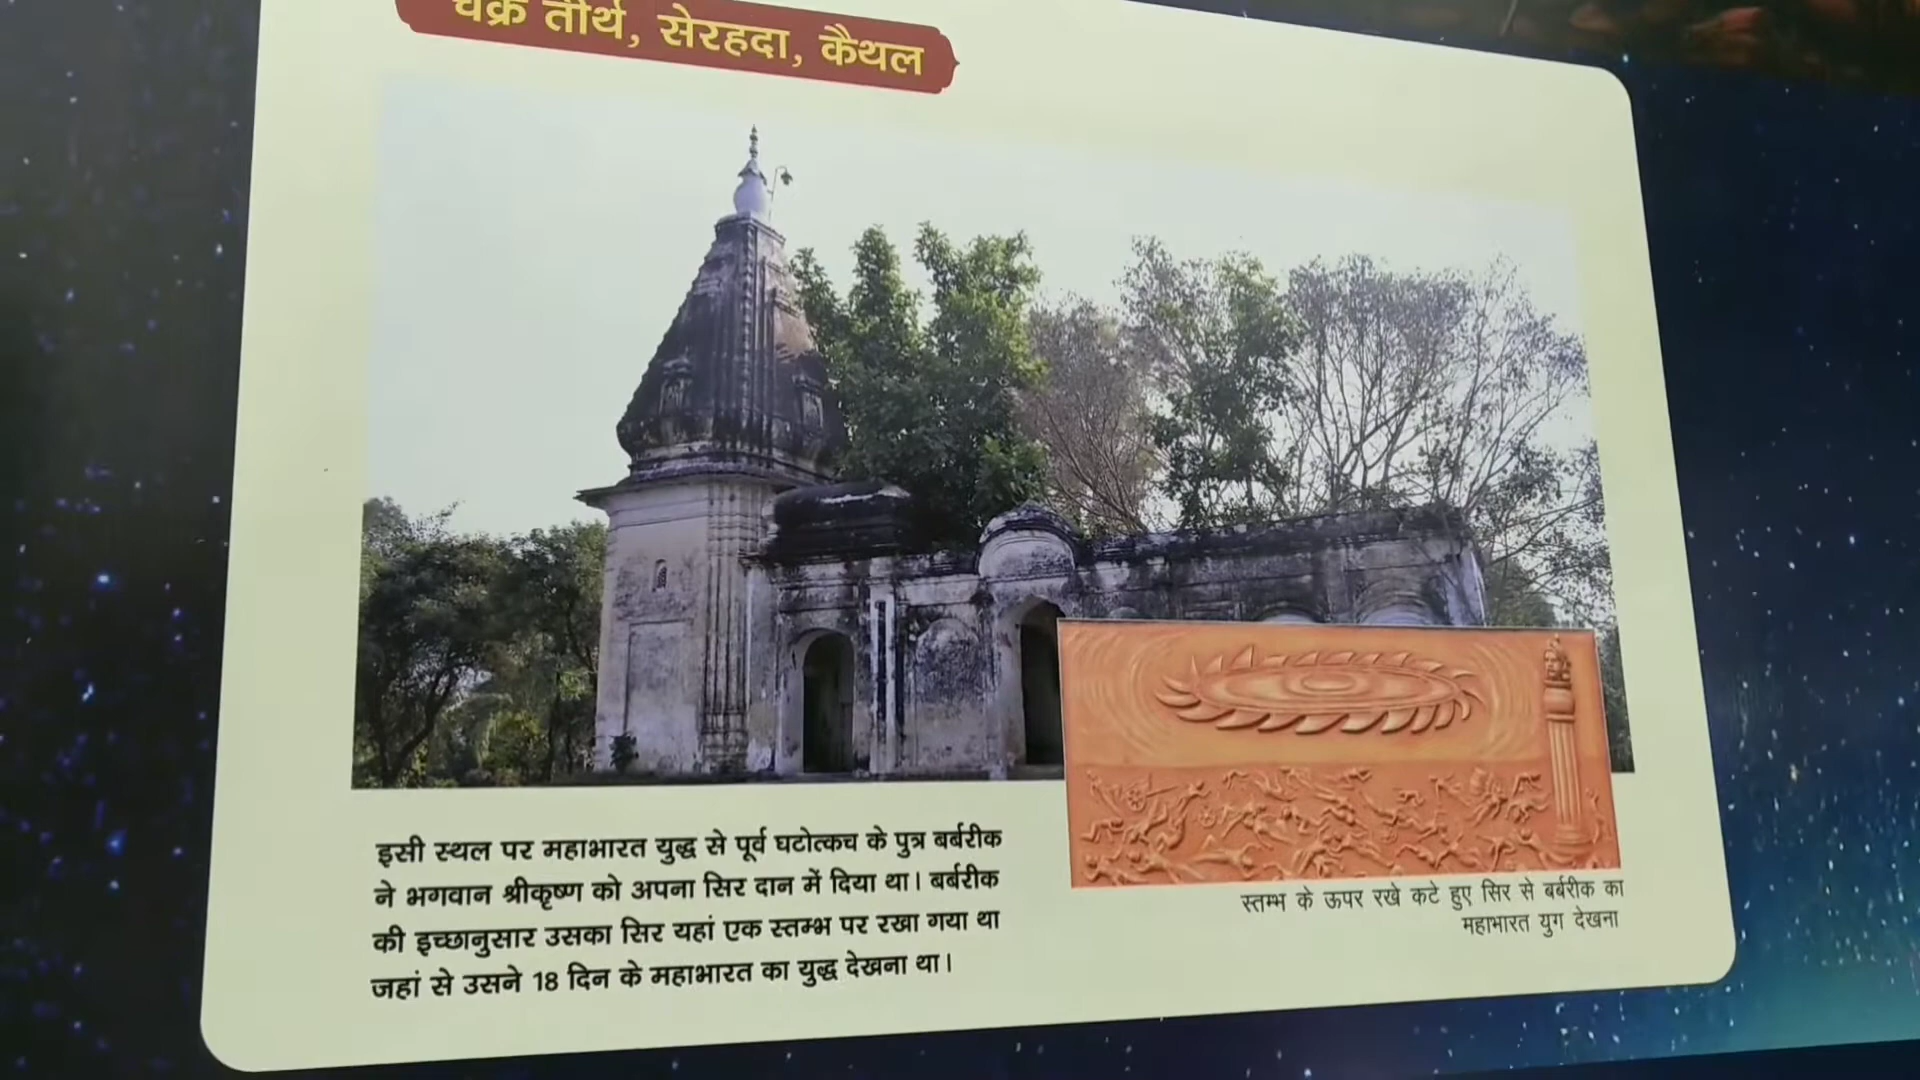 चक्र तीर्थ, सेरहदा, कैथल
इसी स्थल पर महाभारत युद्ध से पूर्व घटोत्कच के पुत्र बर्बरीक
ने भगवान श्रीकृष्ण को अपना सिर दान में दिया था। बर्बरीक
की इच्छानुसार उसका सिर यहां एक स्तम्भ पर रखा गया था
जहां से उसने 18 दिन के महाभारत का युद्ध देखना था।
स्तम्भ के ऊपर रखे कटे हुए सिर से बर्बरीक का
महाभारत युग देखना